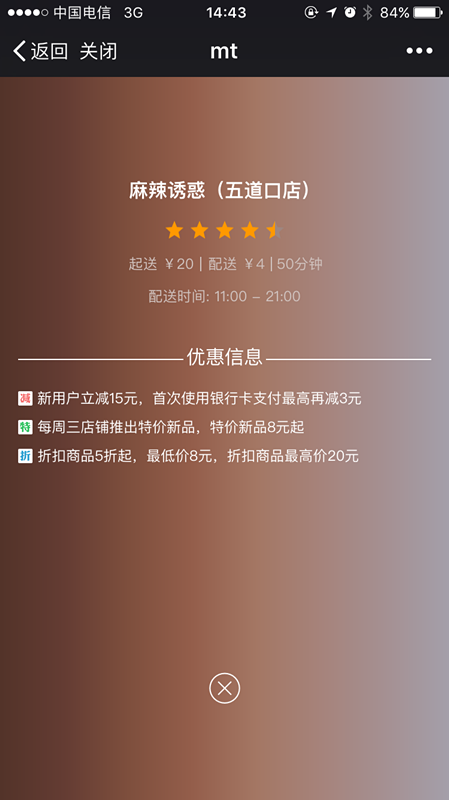 中国电信 3G 14:43 84%
返回 关闭 mt
麻辣诱惑（五道口店）
起送 ￥20 | 配送 ￥4 | 50分钟
配送时间: 11:00 – 21:00
优惠信息
减 新用户立减15元，首次使用银行卡支付最高再减3元
特 每周三店铺推出特价新品，特价新品8元起
折 折扣商品5折起，最低价8元，折扣商品最高价20元